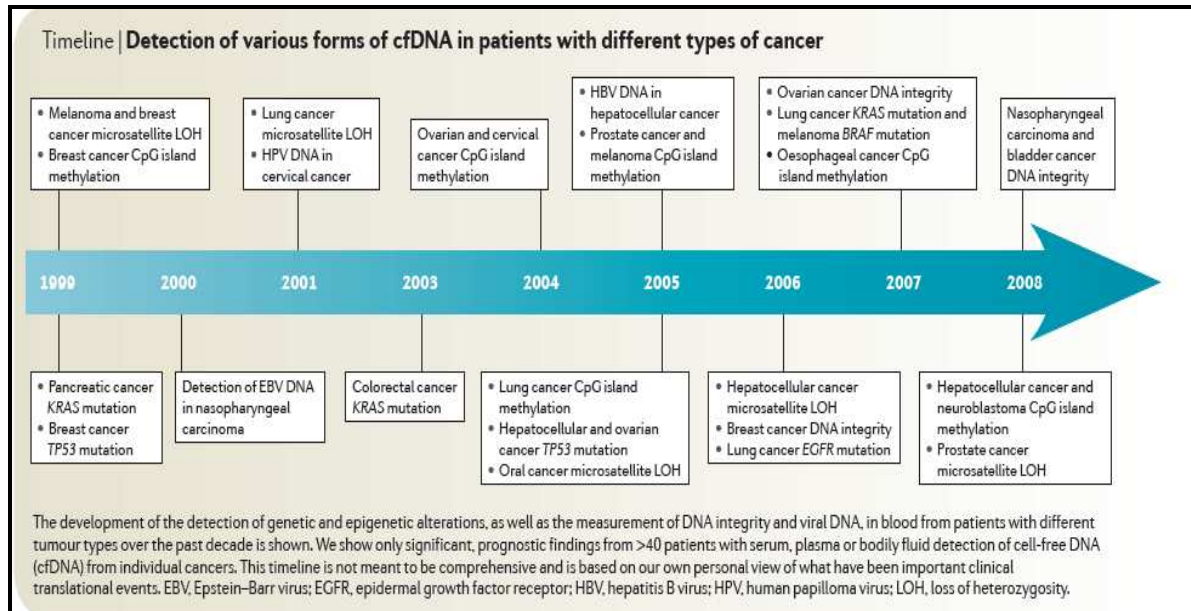 Timeline | Detection of various forms of cfDNA in patients with different types of cancer
• Melanoma and breast
cancer microsatellite LOH
• Breast cancer CpG island
methylation
• Lung cancer
microsatellite LOH
• HPV DNA in
cervical cancer
Ovarian and cervical
cancer CpG island
methylation
• HBV DNA in
hepatocellular cancer
• Prostate cancer and
melanoma CpG island
methylation
• Ovarian cancer DNA integrity
• Lung cancer KRAS mutation and
melanoma BRAF mutation
• Oesophageal cancer CpG
island methylation
Nasopharyngeal
carcinoma and
bladder cancer
DNA integrity
1999 2000 2001 2003 2004 2005 2006 2007 2008
• Pancreatic cancer
KRAS mutation
• Breast cancer
TP53 mutation
Detection of EBV DNA
in nasopharyngeal
carcinoma
Colorectal cancer
KRAS mutation
• Lung cancer CpG island
methylation
• Hepatocellular and ovarian
cancer TP53 mutation
• Oral cancer microsatellite LOH
• Hepatocellular cancer
microsatellite LOH
• Breast cancer DNA integrity
• Lung cancer EGFR mutation
• Hepatocellular cancer and
neuroblastoma CpG island
methylation
• Prostate cancer
microsatellite LOH
The development of the detection of genetic and epigenetic alterations, as well as the measurement of DNA integrity and viral DNA, in blood from patients with different
tumour types over the past decade is shown. We show only significant, prognostic findings from >40 patients with serum, plasma or bodily fluid detection of cell-free DNA
(cfDNA) from individual cancers. This timeline is not meant to be comprehensive and is based on our own personal view of what have been important clinical
translational events. EBV, Epstein–Barr virus; EGFR, epidermal growth factor receptor; HBV, hepatitis B virus; HPV, human papilloma virus; LOH, loss of heterozygosity.